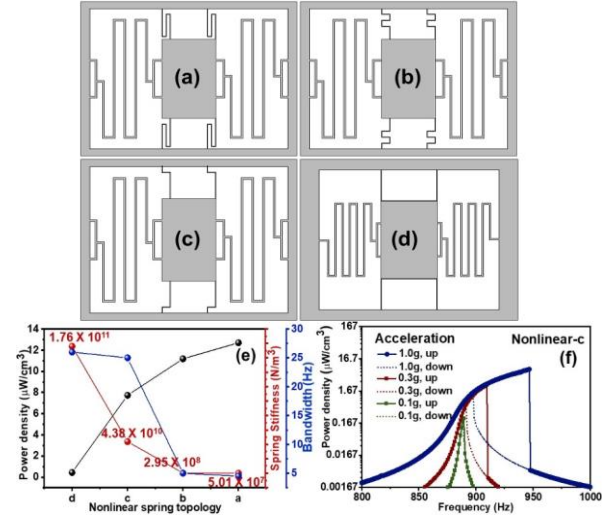 (a)
(b)
(c)
(d)
14
12
10
8
6
4
2
0
Power density (μW/cm³)
1.76 X 10¹¹
4.38 X 10¹⁰
2.95 X 10⁸
5.01 X 10⁷
(e)
30
25
20
15
10
5
Spring Stiffness (N/m³)
Bandwidth (Hz)
d c b a
Nonlinear spring topology
167
16.7
1.67
0.167
0.0167
0.00167
Power density (μW/cm³)
Acceleration
1.0g, up
1.0g, down
0.3g, up
0.3g, down
0.1g, up
0.1g, down
Nonlinear-c
(f)
800 850 900 950 1000
Frequency (Hz)